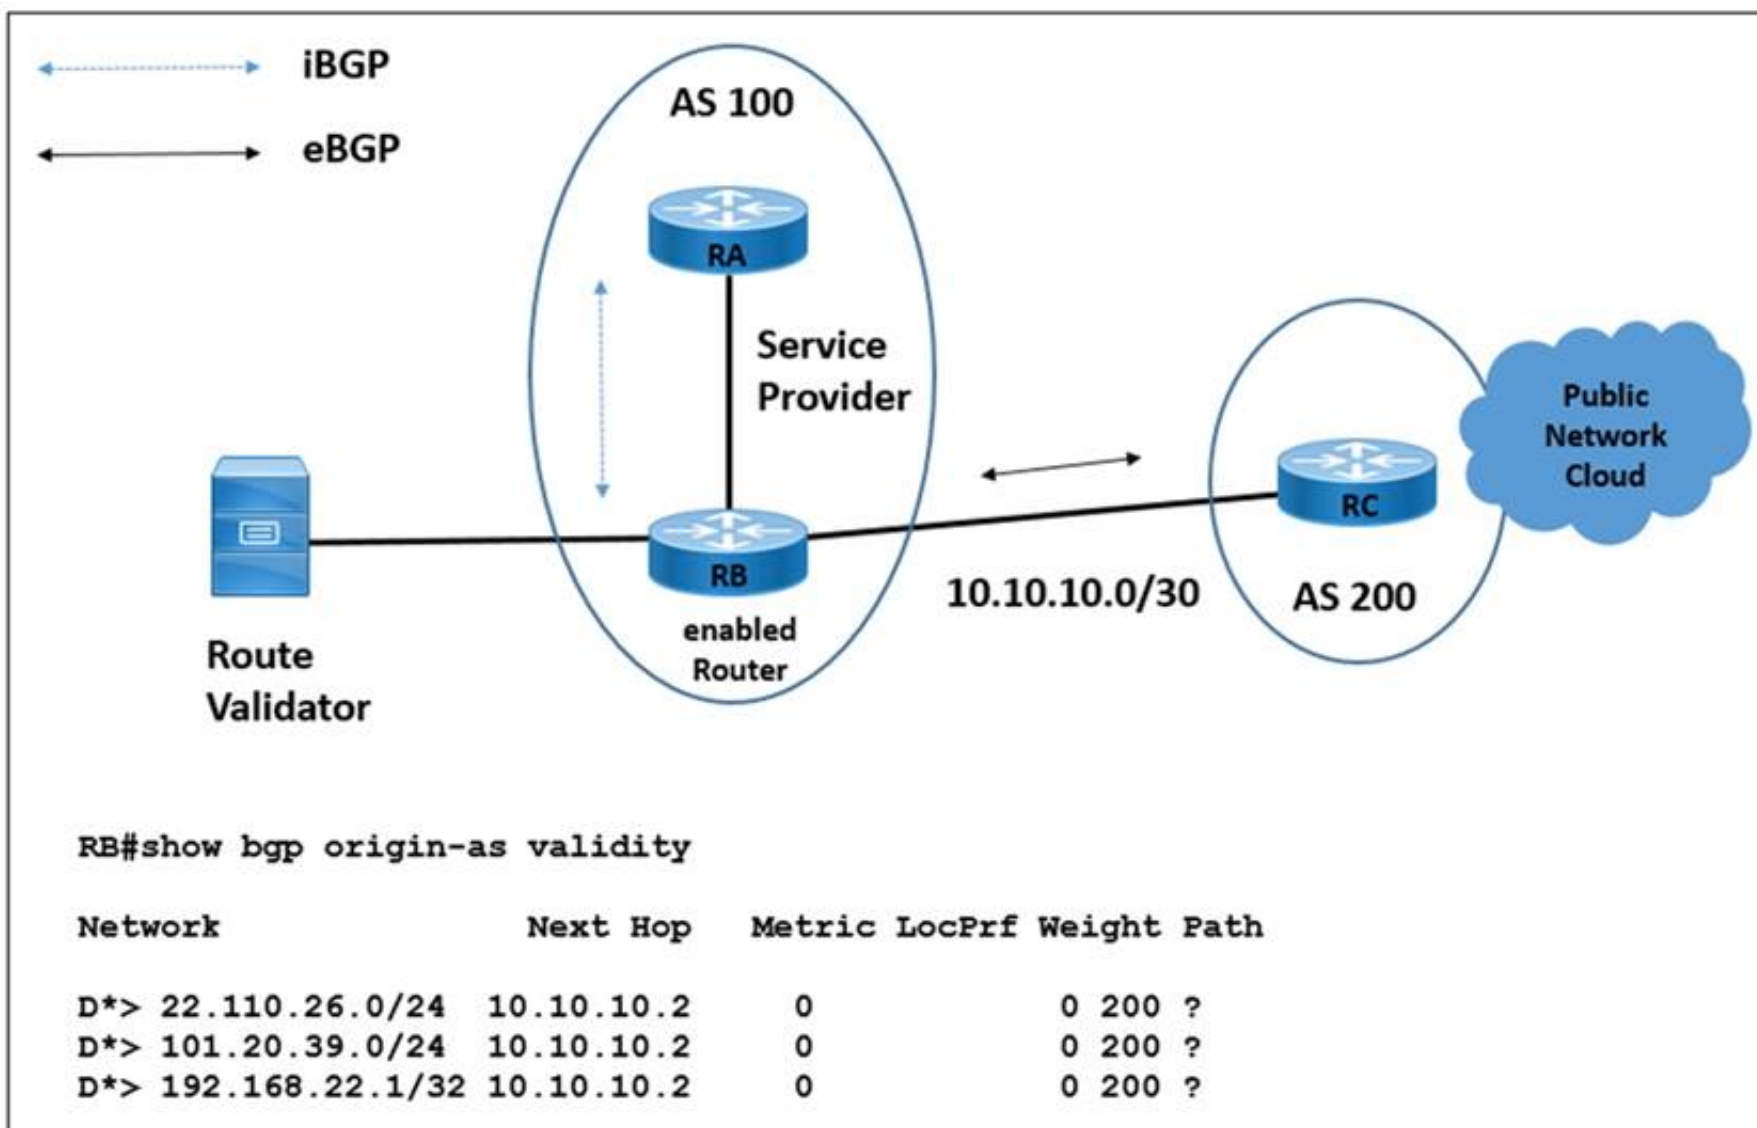 iBGP
eBGP
AS 100
RA
Service
Provider
Public
Network
Cloud
RC
RB
10.10.10.0/30
AS 200
enabled
Router
Route
Validator
RB#show bgp origin-as validity
Network Next Hop Metric LocPrf Weight Path
D*> 22.110.26.0/24 10.10.10.2 0 0 200 ?
D*> 101.20.39.0/24 10.10.10.2 0 0 200 ?
D*> 192.168.22.1/32 10.10.10.2 0 0 200 ?